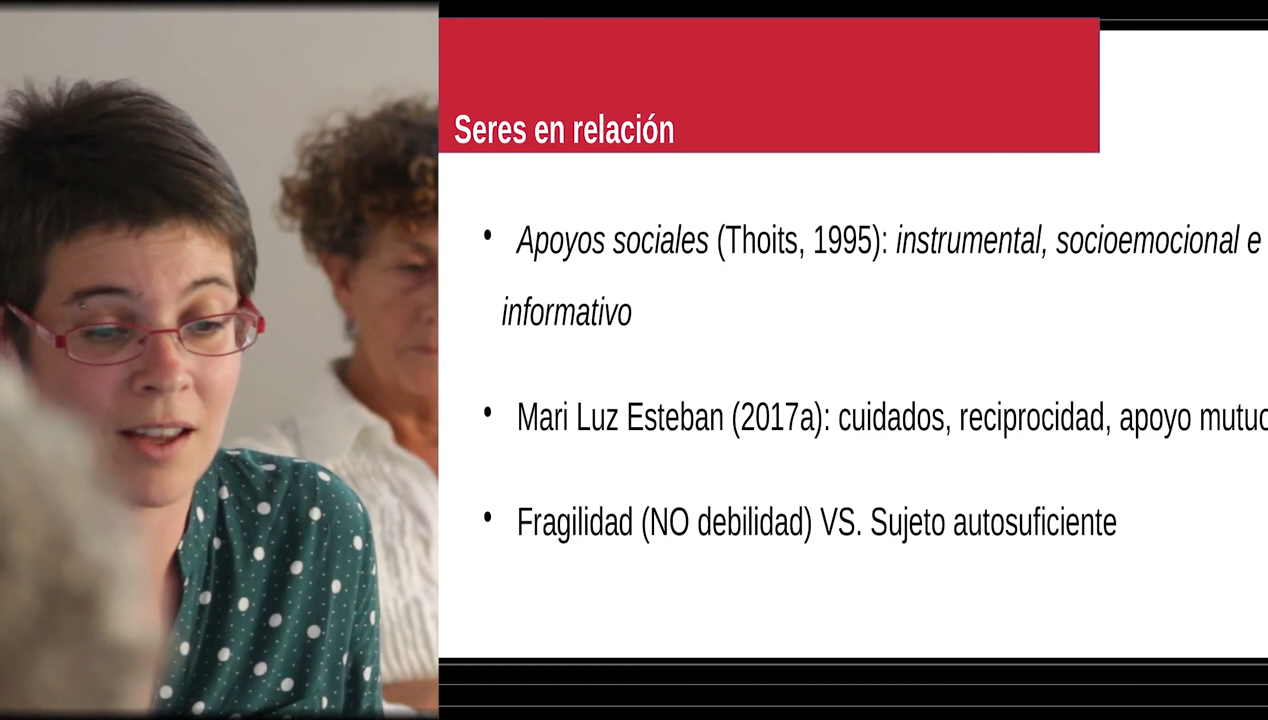 Seres en relación
• Apoyos sociales (Thoits, 1995): instrumental, socioemocional e
informativo
• Mari Luz Esteban (2017a): cuidados, reciprocidad, apoyo mutuo
• Fragilidad (NO debilidad) VS. Sujeto autosuficiente